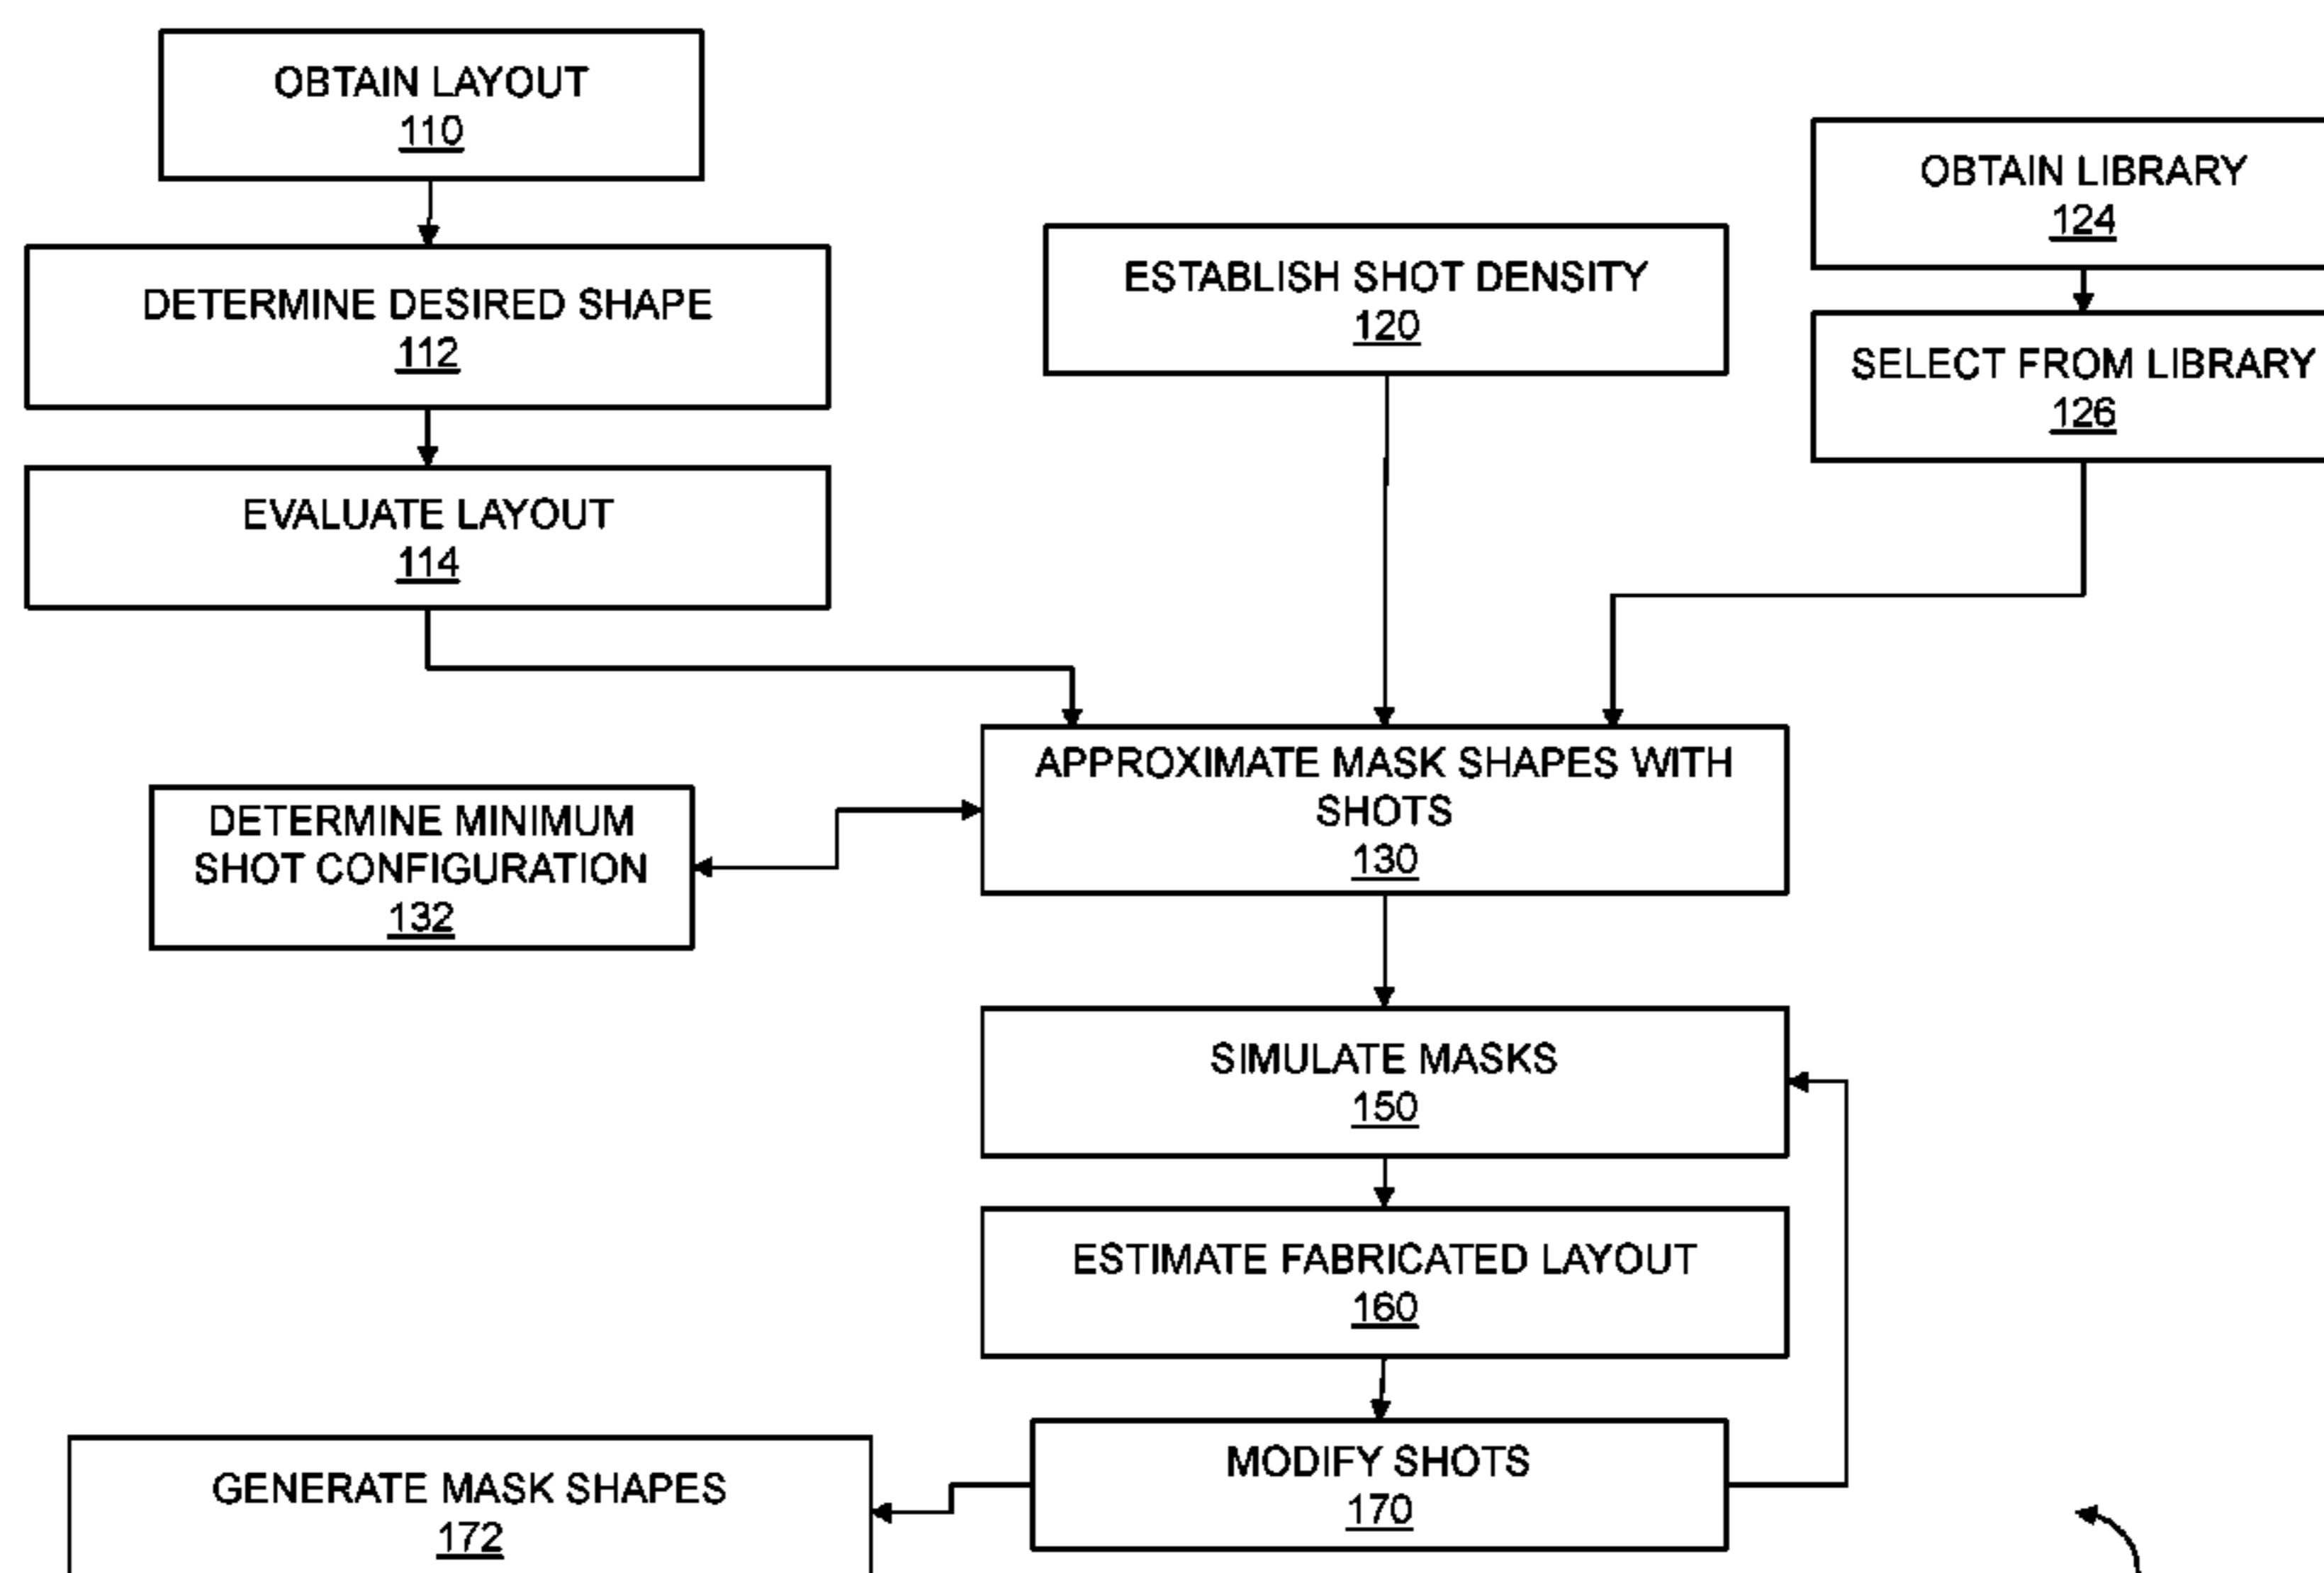 OBTAIN LAYOUT
110
DETERMINE DESIRED SHAPE
112
EVALUATE LAYOUT
114
ESTABLISH SHOT DENSITY
120
OBTAIN LIBRARY
124
SELECT FROM LIBRARY
126
APPROXIMATE MASK SHAPES WITH
SHOTS
130
DETERMINE MINIMUM
SHOT CONFIGURATION
132
SIMULATE MASKS
150
ESTIMATE FABRICATED LAYOUT
160
MODIFY SHOTS
170
GENERATE MASK SHAPES
172